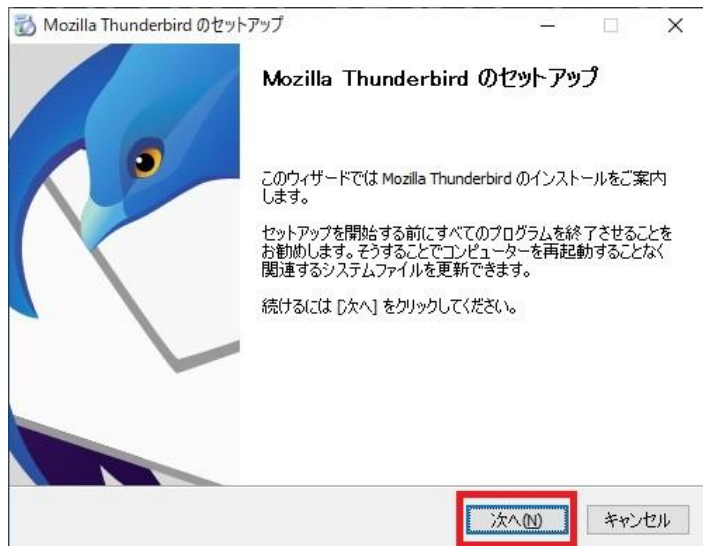 Mozilla Thunderbird のセットアップ
Mozilla Thunderbird のセットアップ
このウィザードでは Mozilla Thunderbird のインストールをご案内
します。
セットアップを開始する前にすべてのプログラムを終了させることを
お勧めします。そうすることでコンピューターを再起動することなく
関連するシステムファイルを更新できます。
続けるには [次へ] をクリックしてください。
次へ(N)
キャンセル